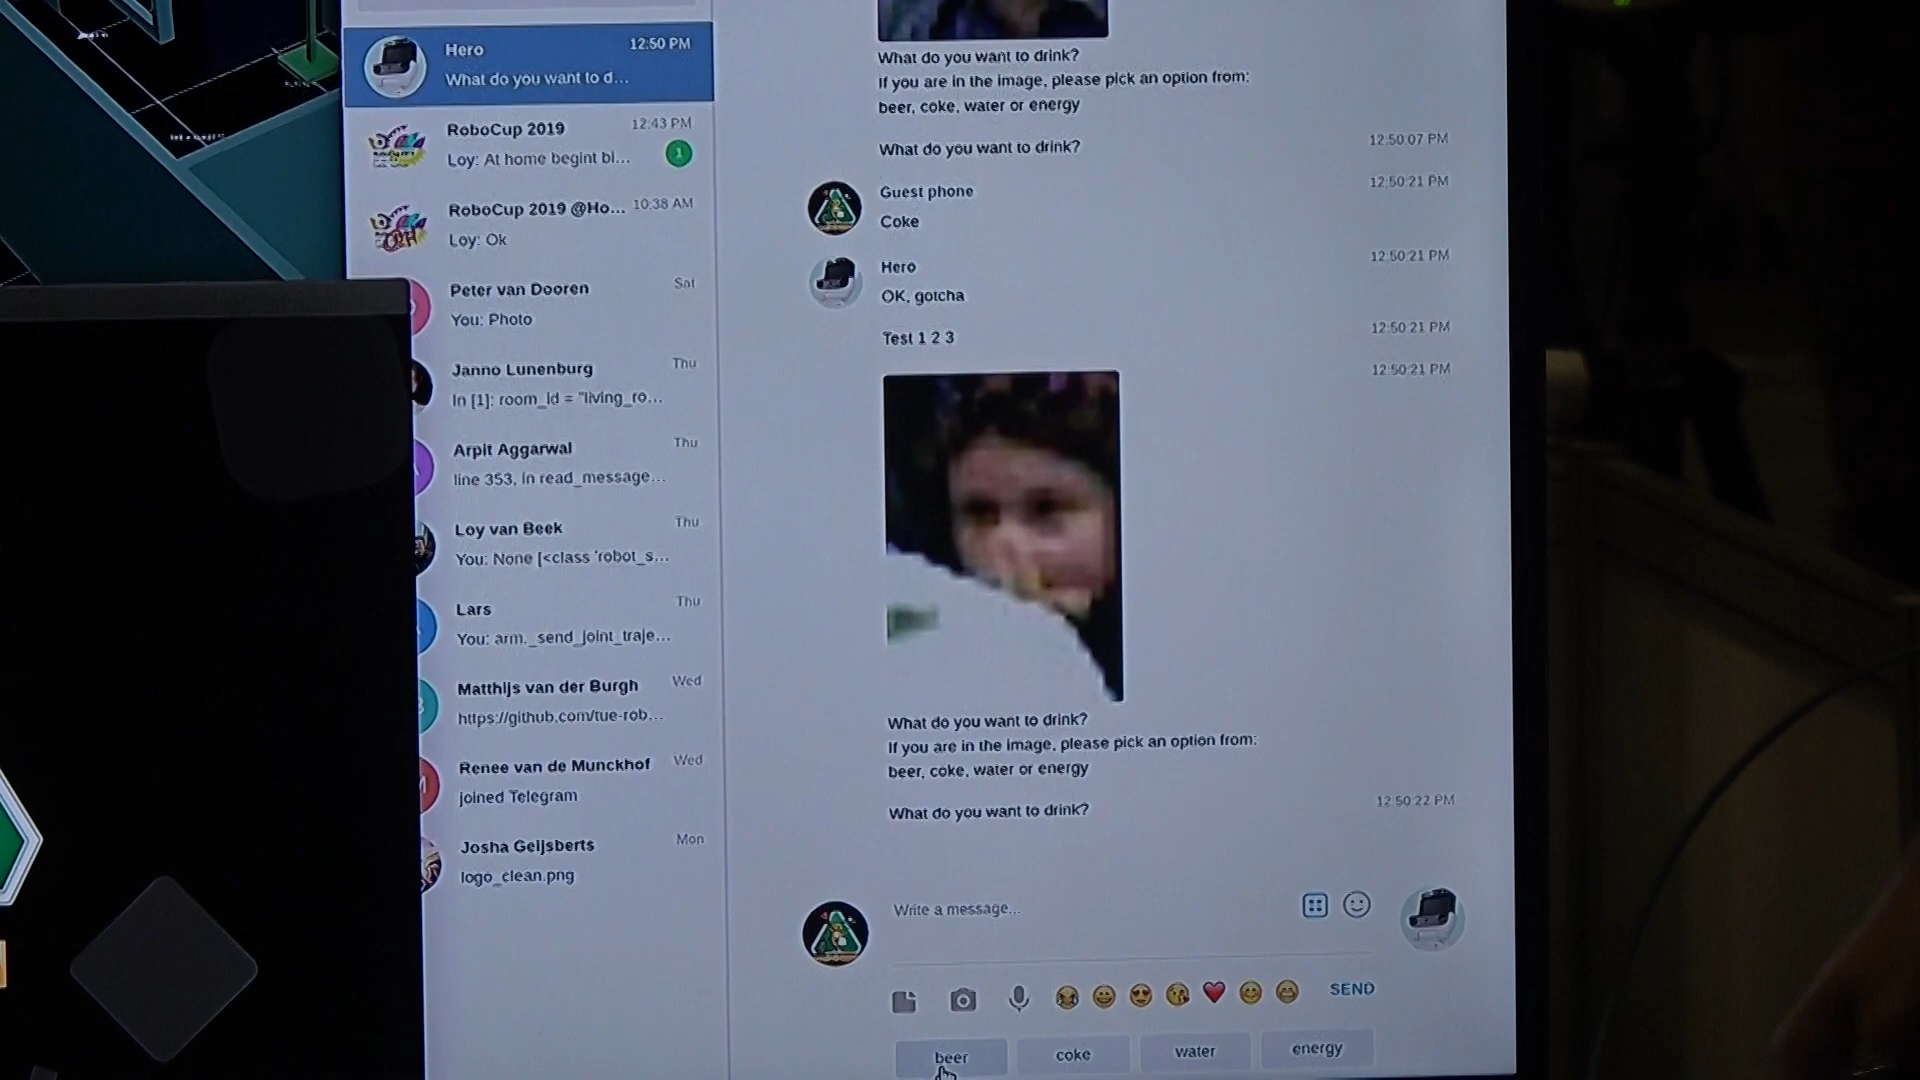 Hero 12:50 PM
What do you want to d...
RoboCup 2019 12:43 PM
Loy: At home begint bl... 1
RoboCup 2019 @Ho... 10:38 AM
Loy: Ok
Peter van Dooren Sat
You: Photo
Janno Lunenburg Thu
In [1]: room_id = "living_ro...
Arpit Aggarwal Thu
line 353, in read_message...
Loy van Beek Thu
You: None [<class 'robot_s...
Lars Thu
You: arm._send_joint_traje...
Matthijs van der Burgh Wed
https://github.com/tue-rob...
Renee van de Munckhof Wed
joined Telegram
Josha Geijsberts Mon
logo_clean.png
What do you want to drink?
If you are in the image, please pick an option from:
beer, coke, water or energy
What do you want to drink? 12:50:07 PM
Guest phone 12:50:21 PM
Coke
Hero 12:50:21 PM
OK, gotcha
Test 1 2 3 12:50:21 PM
12:50:21 PM
What do you want to drink?
If you are in the image, please pick an option from:
beer, coke, water or energy
What do you want to drink? 12:50:22 PM
Write a message...
SEND
beer coke water energy